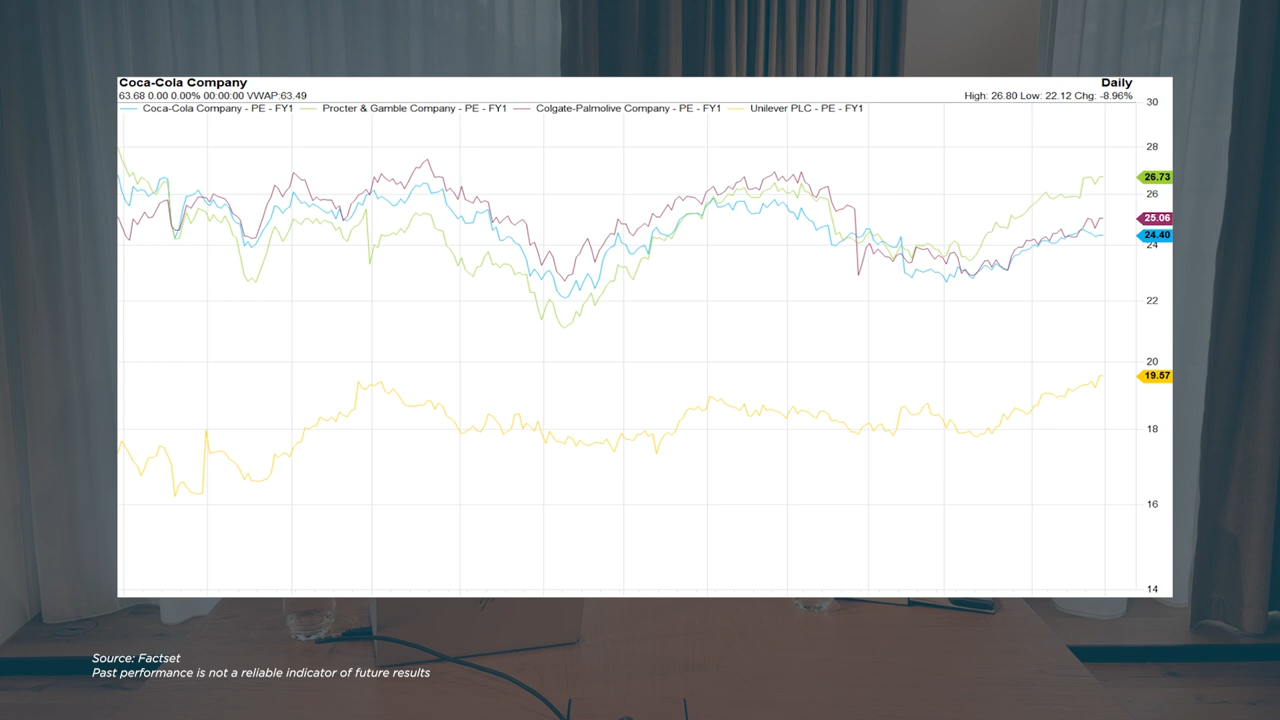 Coca-Cola Company Daily
63.68 0.00 0.00% 00:00:00 VWAP:63.49 High: 26.80 Low: 22.12 Chg: -8.96%
Coca-Cola Company - PE - FY1 Procter & Gamble Company - PE - FY1 Colgate-Palmolive Company - PE - FY1 Unilever PLC - PE - FY1
30
28
26.73
26
25.06
24.40
24
22
20
19.57
18
16
14
Source: Factset
Past performance is not a reliable indicator of future results